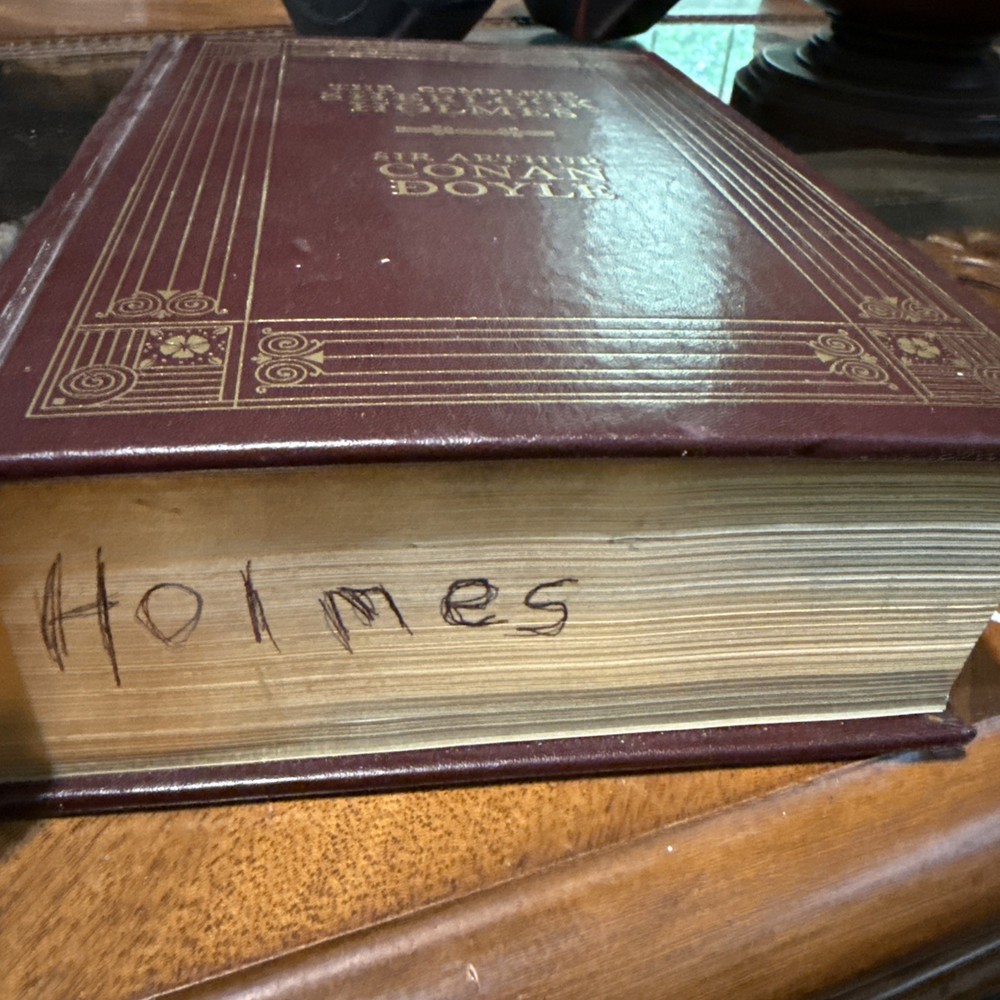 THE COMPLETE
SHERLOCK
HOLMES
SIR ARTHUR
CONAN
DOYLE
Holmes